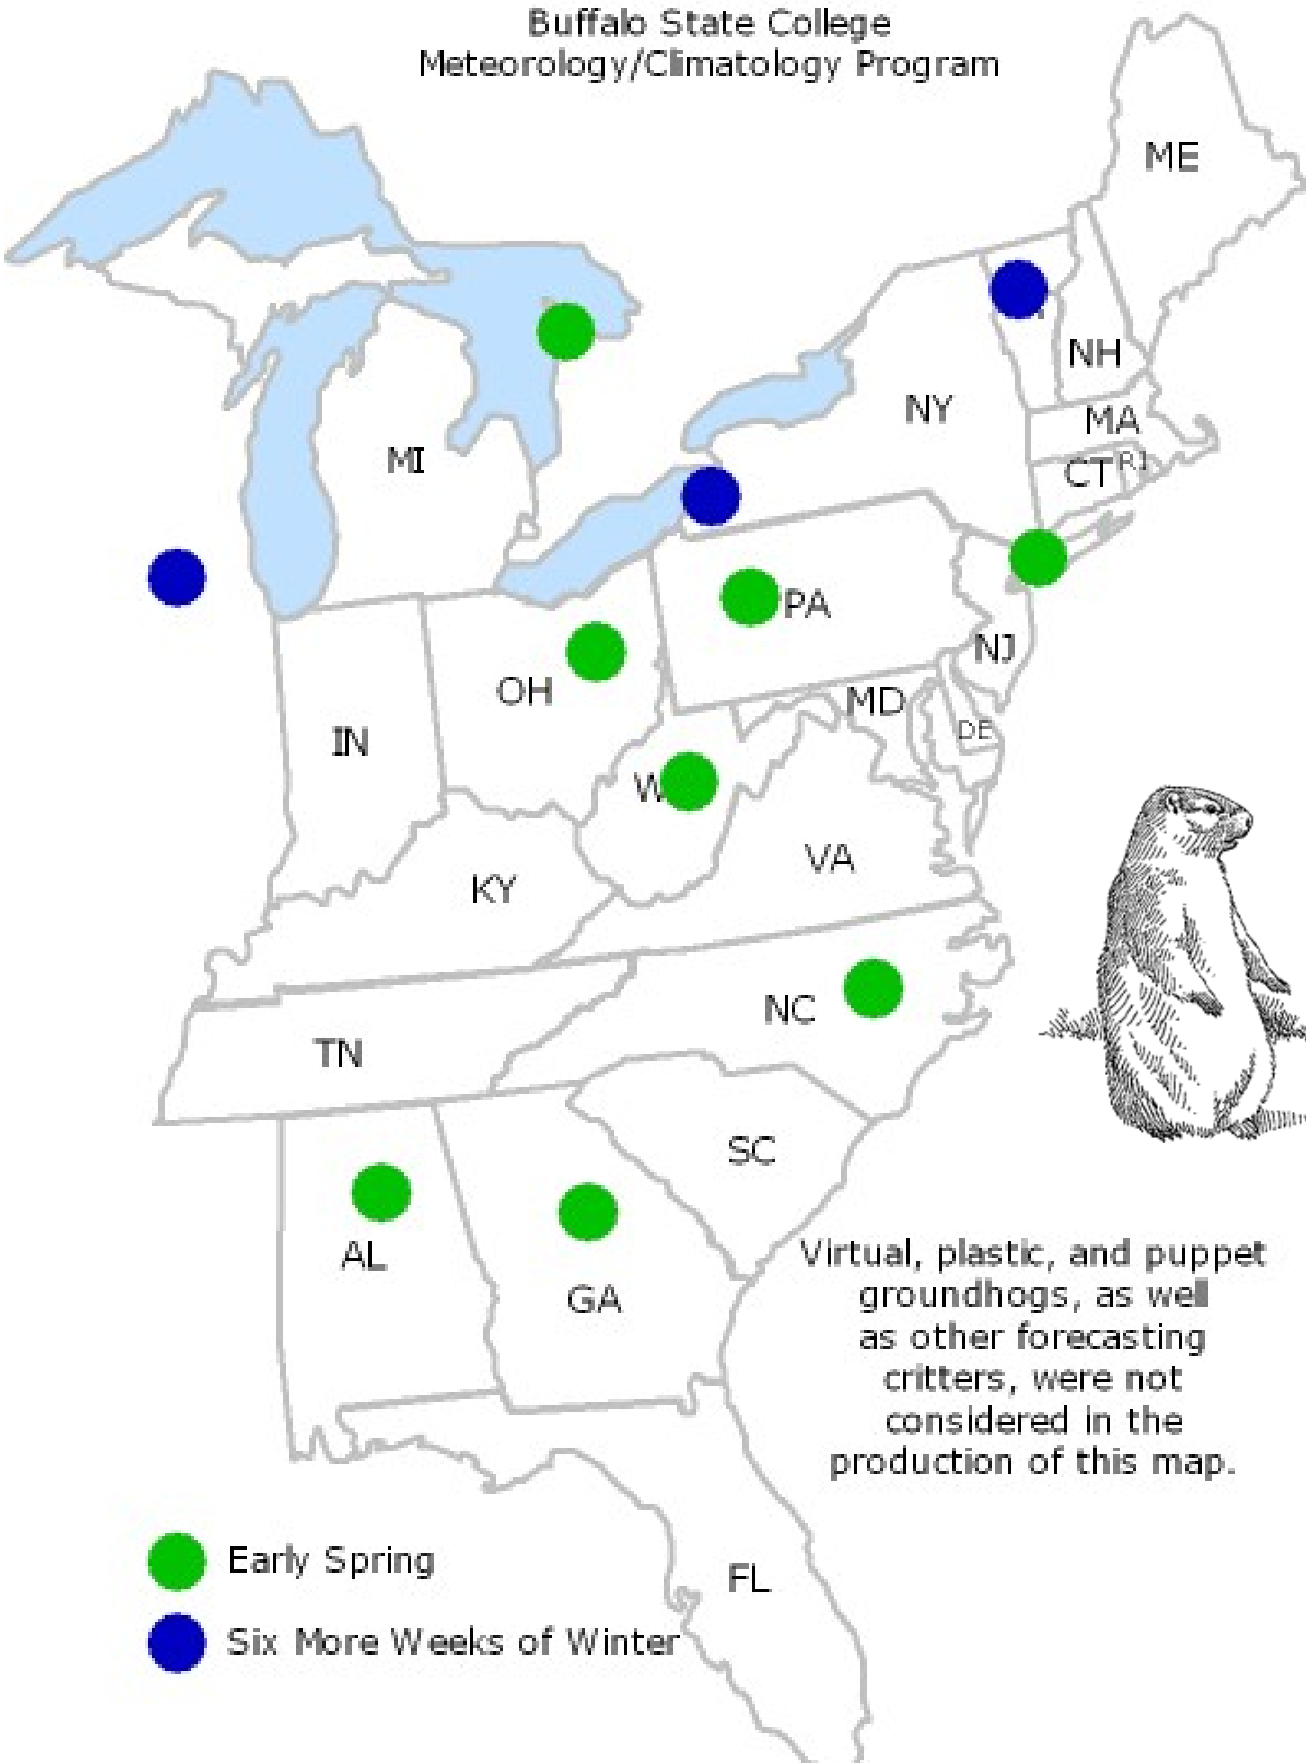 Buffalo State College
Meteorology/Climatology Program
ME
NH
NY
MA
CT
RI
MI
PA
NJ
OH
MD
DE
IN
W
VA
KY
NC
TN
SC
AL
GA
Virtual, plastic, and puppet
groundhogs, as well
as other forecasting
critters, were not
considered in the
production of this map.
Early Spring
FL
Six More Weeks of Winter